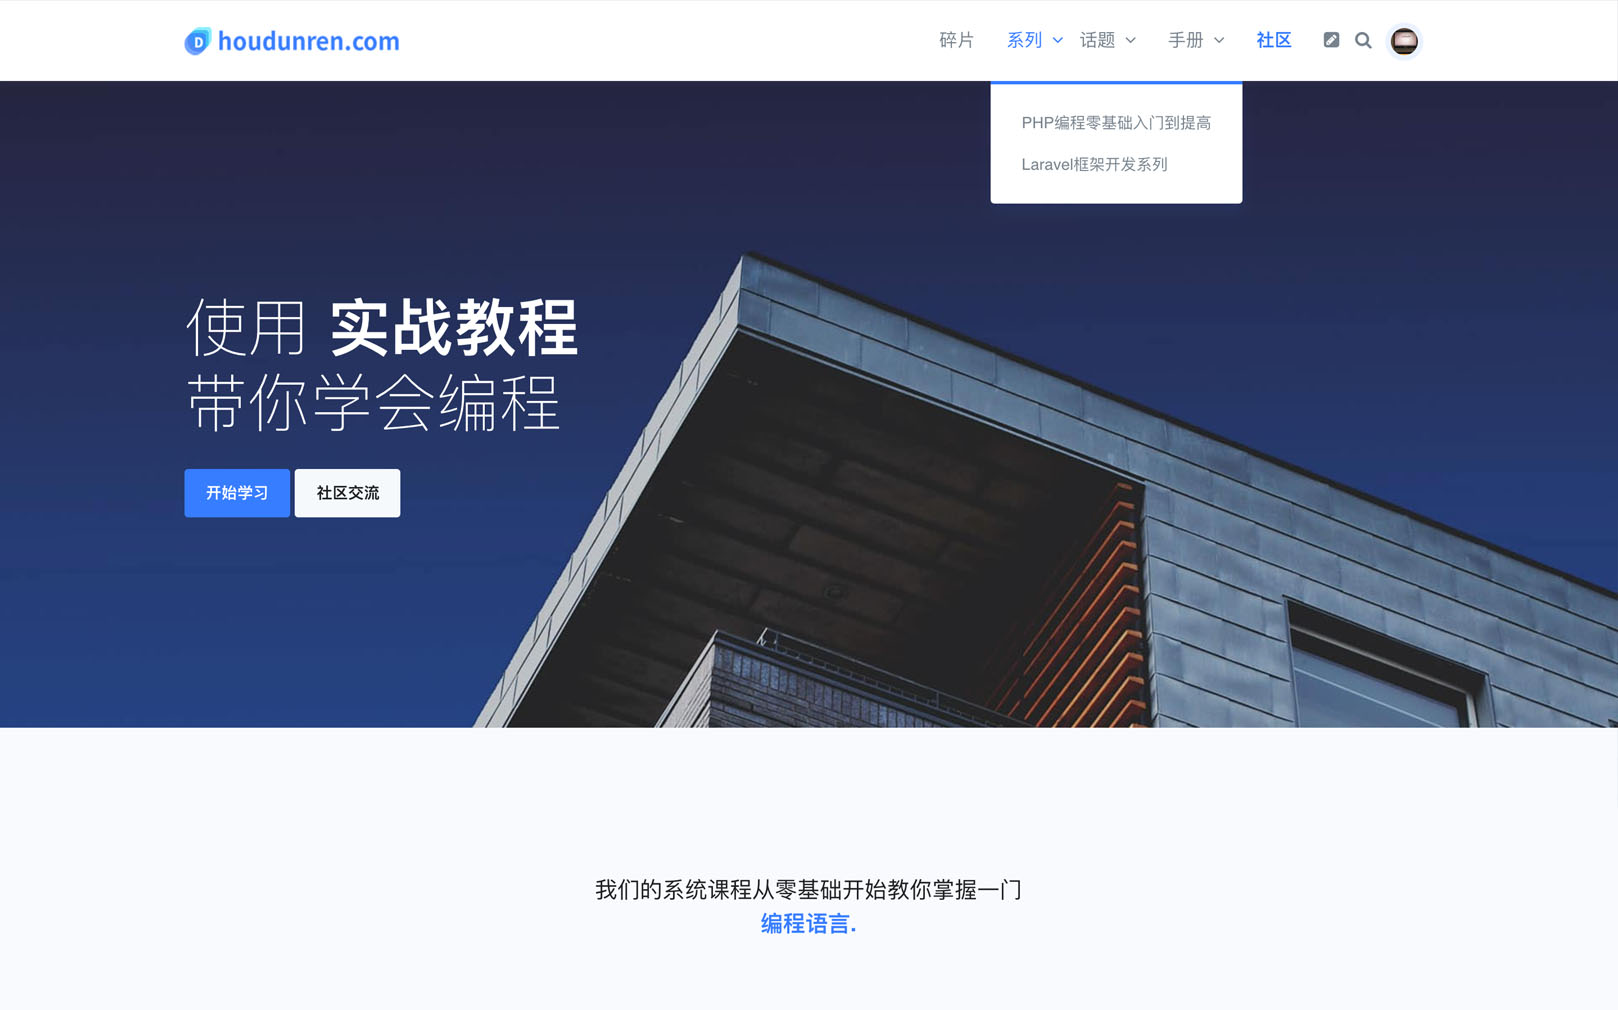 houdunren.com
碎片 系列 话题 手册 社区
PHP编程零基础入门到提高
Laravel框架开发系列
使用 实战教程
带你学会编程
开始学习 社区交流
我们的系统课程从零基础开始教你掌握一门
编程语言.